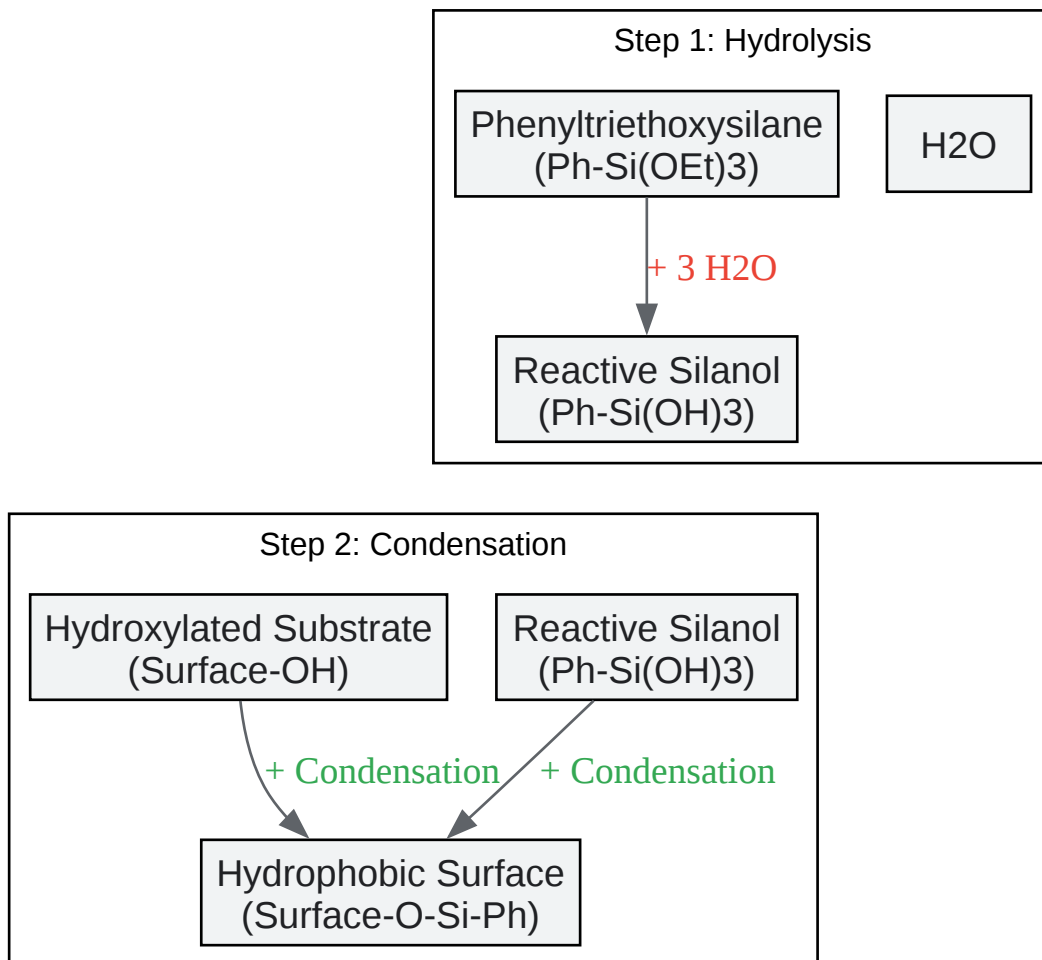 Step 1: Hydrolysis
Phenyltriethoxysilane
(Ph-Si(OEt)3)
H2O
+ 3 H2O
Reactive Silanol
(Ph-Si(OH)3)
Step 2: Condensation
Hydroxylated Substrate
(Surface-OH)
Reactive Silanol
(Ph-Si(OH)3)
+ Condensation
+ Condensation
Hydrophobic Surface
(Surface-O-Si-Ph)